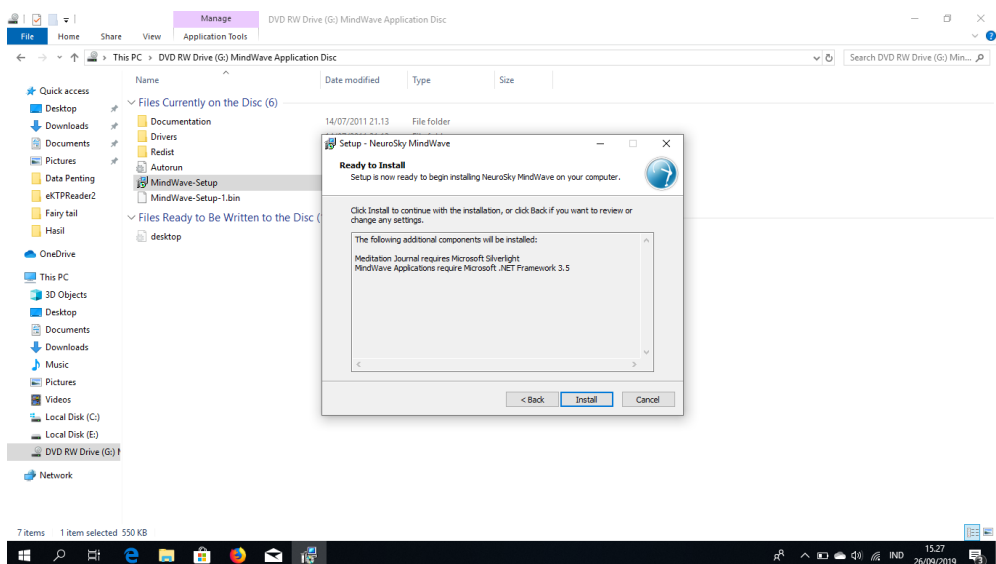 Manage
DVD RW Drive (G:) MindWave Application Disc
File Home Share View Application Tools
This PC > DVD RW Drive (G:) MindWave Application Disc
Search DVD RW Drive (G:) Min...
Name Date modified Type Size
Quick access
Desktop
Downloads
Documents
Pictures
Data Penting
eKTPReader2
Fairy tail
Hasil
OneDrive
This PC
3D Objects
Desktop
Documents
Downloads
Music
Pictures
Videos
Local Disk (C:)
Local Disk (E:)
DVD RW Drive (G:)
Network
Files Currently on the Disc (6)
Documentation 14/07/2011 21.13 File folder
Drivers
Redist
Autorun
MindWave-Setup
MindWave-Setup-1.bin
Files Ready to Be Written to the Disc (
desktop
Setup - NeuroSky MindWave
Ready to Install
Setup is now ready to begin installing NeuroSky MindWave on your computer.
Click Install to continue with the installation, or click Back if you want to review or
change any settings.
The following additional components will be installed:
Meditation Journal requires Microsoft Silverlight
MindWave Applications require Microsoft .NET Framework 3.5
< Back Install Cancel
7 items 1 item selected 550 KB
IND
15.27
26/09/2019